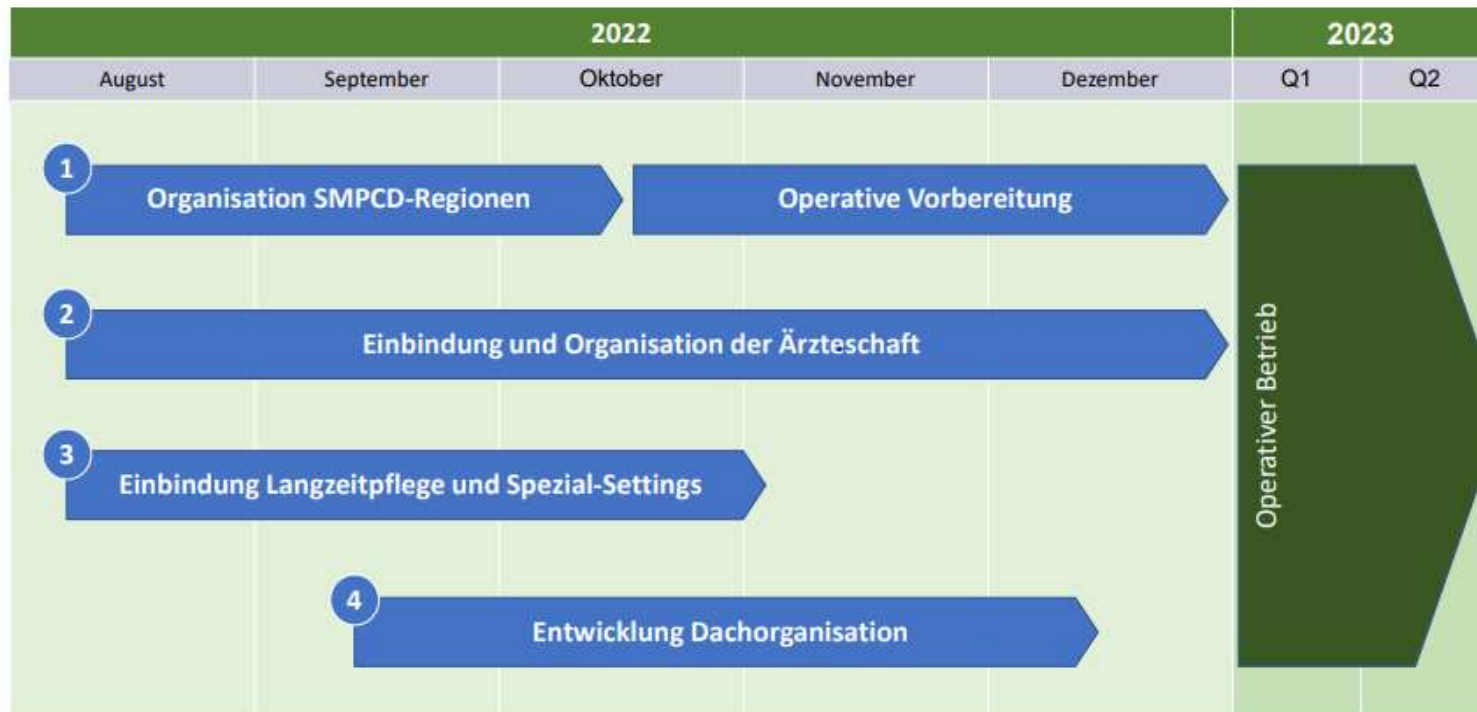 2022
2023
August
September
Oktober
November
Dezember
Q1
Q2
1
Organisation SMPCD-Regionen
Operative Vorbereitung
2
Einbindung und Organisation der Ärzteschaft
3
Einbindung Langzeitpflege und Spezial-Settings
4
Entwicklung Dachorganisation
Operativer Betrieb